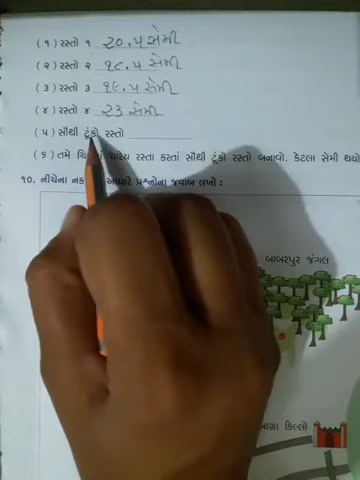 (૧) રસ્તો ૧ ૨૦.૫ સેમી
(૨) રસ્તો ૨ ૧૮.૫ સેમી
(૩) રસ્તો ૩ ૧૯.૫ સેમી
(૪) રસ્તો ૪ ૨૩ સેમી
(૫) સૌથી ટૂંકો રસ્તો
(૬) તમે રસ્તા કરતાં સૌથી ટૂંકો રસ્તો બનાવો. કેટલા સેમી થયો
૧૦. નીચેના આધારે પ્રશ્નોના જવાબ લખો :
બાબરપુર જંગલ
કિલ્લો